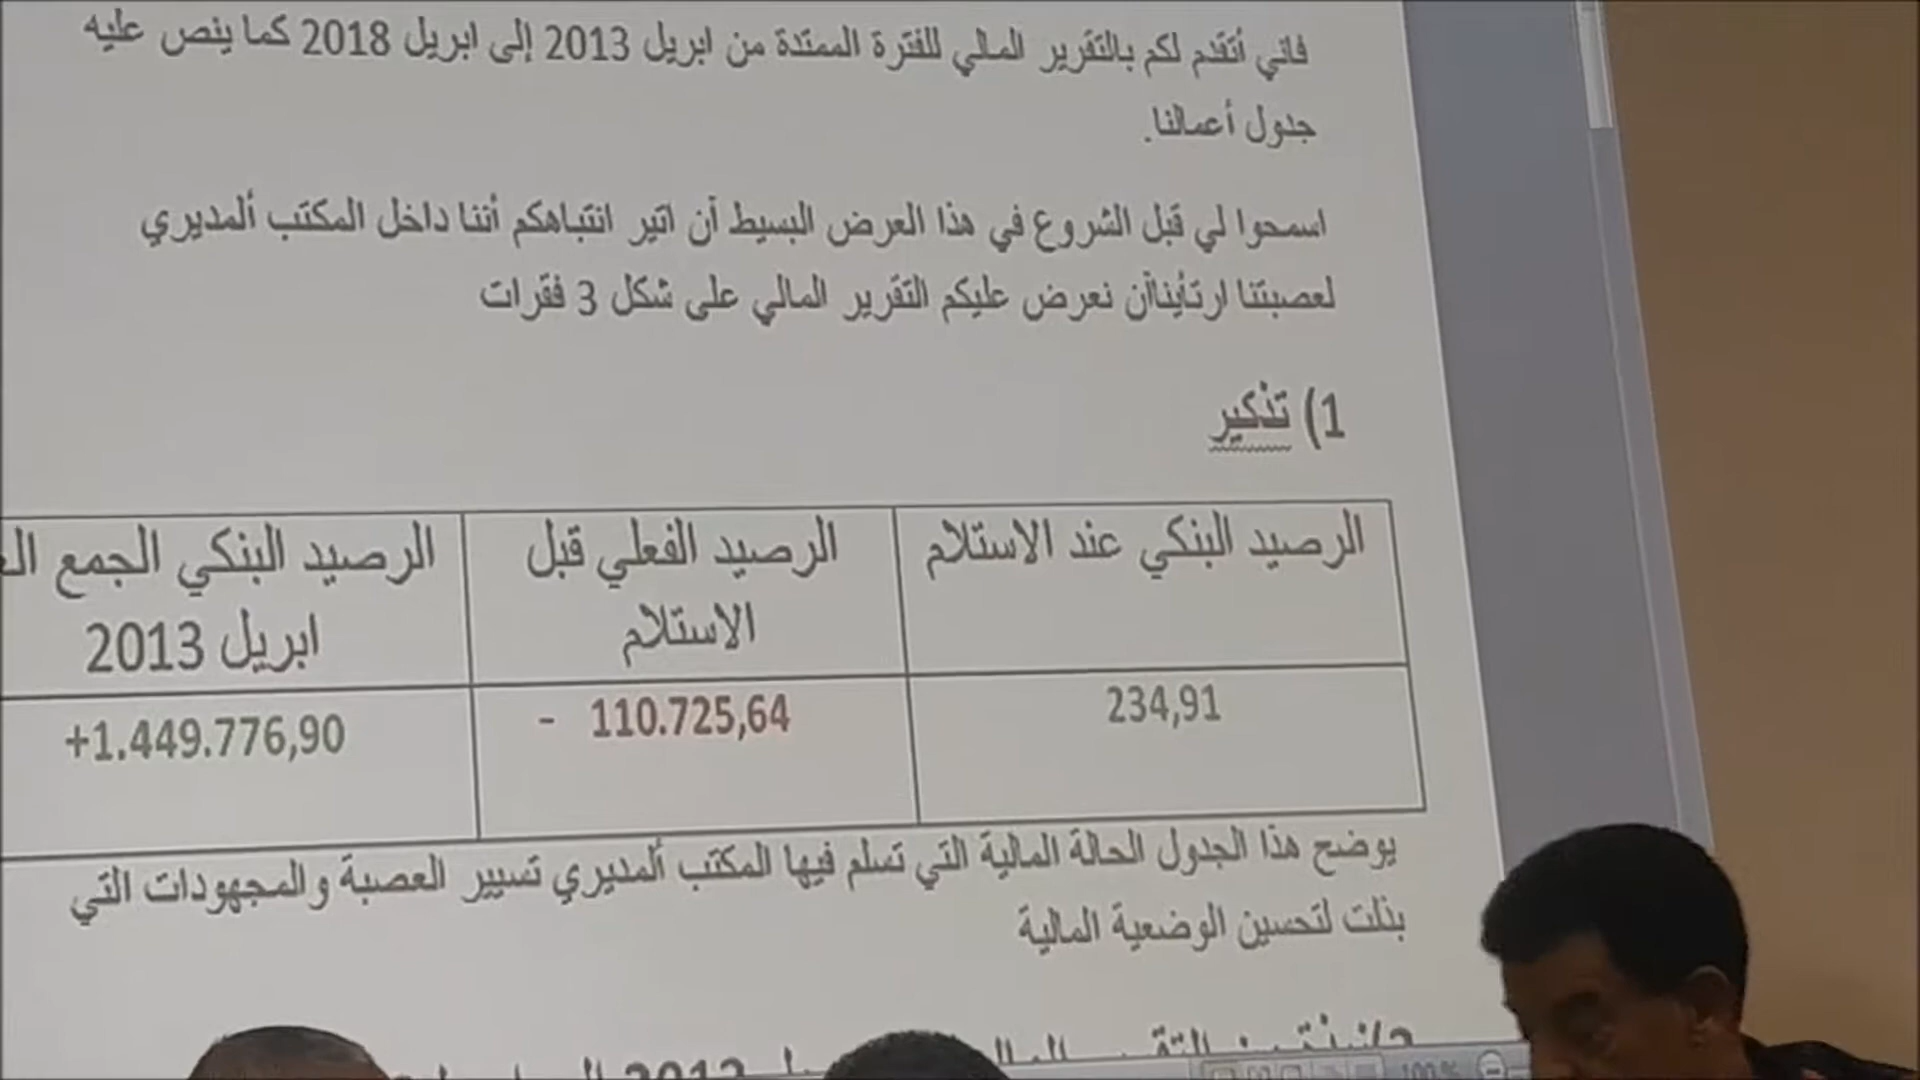 فاني أتقدم لكم بالتقرير المالي للفترة الممتدة من ابريل 2013 إلى ابريل 2018 كما ينص عليه
جدول أعمالنا.
اسمحوا لي قبل الشروع في هذا العرض البسيط أن اتير انتباهكم أننا داخل المكتب ألمديري
لعصبتنا ارتأيناأن نعرض عليكم التقرير المالي على شكل 3 فقرات
1) تذكير
الرصيد البنكي عند الاستلام
الرصيد الفعلي قبل
الاستلام
الرصيد البنكي الجمع
ابريل 2013
234,91
- 110.725,64
+1.449.776,90
يوضح هذا الجدول الحالة المالية التي تسلم فيها المكتب ألمديري تسيير العصبة والمجهودات التي
بذلت لتحسين الوضعية المالية
100 %